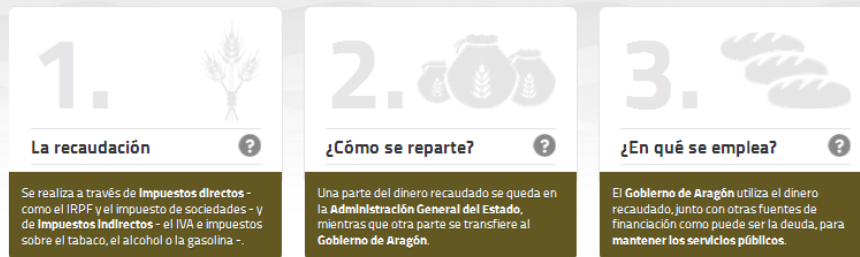 1.
La recaudación
?
Se realiza a través de impuestos directos -
como el IRPF y el impuesto de sociedades - y
de impuestos indirectos - el IVA e impuestos
sobre el tabaco, el alcohol o la gasolina -.
2.
¿Cómo se reparte?
?
Una parte del dinero recaudado se queda en
la Administración General del Estado,
mientras que otra parte se transfiere al
Gobierno de Aragón.
3.
¿En qué se emplea?
?
El Gobierno de Aragón utiliza el dinero
recaudado, junto con otras fuentes de
financiación como puede ser la deuda, para
mantener los servicios públicos.